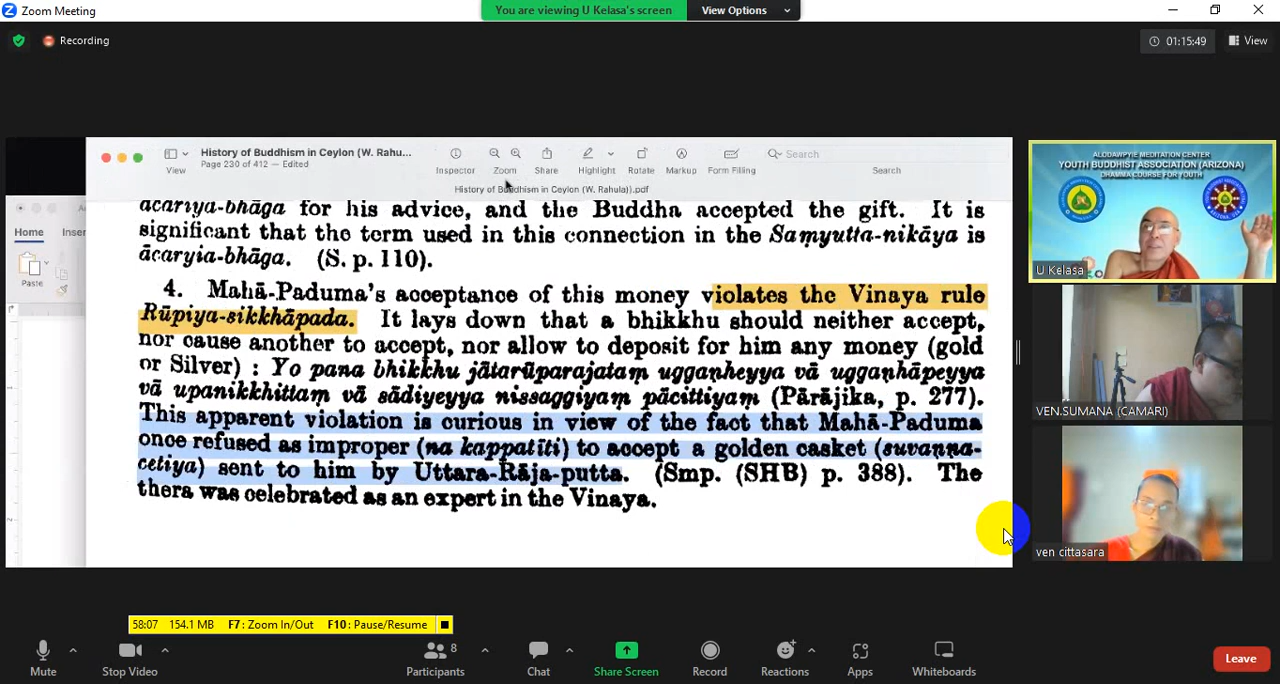 Zoom Meeting
You are viewing U Kelasa's screen
View Options
Recording
01:15:49
View
History of Buddhism in Ceylon (W. Rahu...
Page 230 of 412 — Edited
View
Inspector
Zoom
Share
Highlight
Rotate
Markup
Form Filling
Search
Search
History of Buddhism in Ceylon (W. Rahula)).pdf
Home
Inser
Paste
ācariya-bhāga for his advice, and the Buddha accepted the gift. It is
significant that the term used in this connection in the Saṃyutta-nikāya is
ācaryia-bhāga. (S. p. 110).
4. Mahā-Paduma's acceptance of this money violates the Vinaya rule
Rūpiya-sikkhāpada. It lays down that a bhikkhu should neither accept,
nor cause another to accept, nor allow to deposit for him any money (gold
or Silver) : Yo pana bhikkhu jātarūparajataṃ uggaṇheyya vā uggaṇhāpeyya
vā upanikkhittaṃ vā sādiyeyya nissaggiyaṃ pācittiyaṃ (Pārājika, p. 277).
This apparent violation is curious in view of the fact that Mahā-Paduma
once refused as improper (na kappatīti) to accept a golden casket (suvaṇṇa-
cetiya) sent to him by Uttara-Rāja-putta. (Smp. (SHB) p. 388). The
thera was celebrated as an expert in the Vinaya.
ALODAWPYIE MEDITATION CENTER
YOUTH BUDDHIST ASSOCIATION (ARIZONA)
DHAMMA COURSE FOR YOUTH
U Kelasa
VEN.SUMANA (CAMARI)
ven cittasara
58:07 154.1 MB F7: Zoom In/Out F10: Pause/Resume
Mute
Stop Video
8
Participants
Chat
Share Screen
Record
Reactions
Apps
Whiteboards
Leave